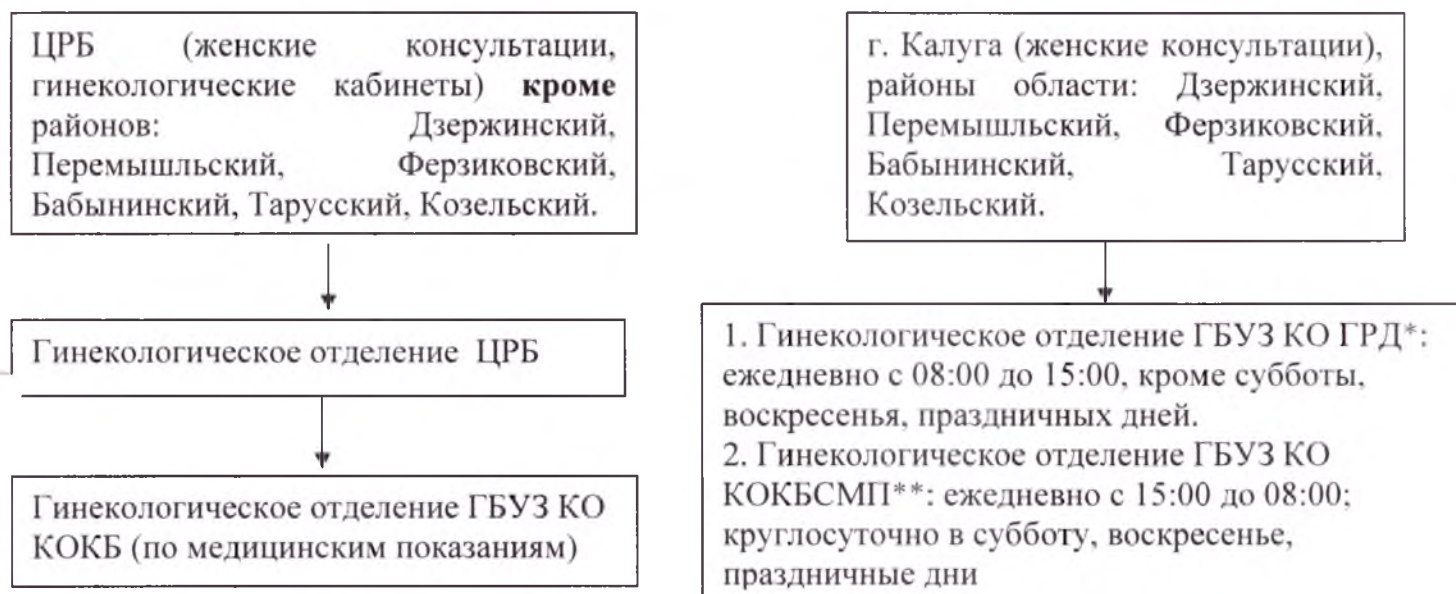 ЦРБ (женские консультации,
гинекологические кабинеты) кроме
районов: Дзержинский,
Перемышльский, Ферзиковский,
Бабынинский, Тарусский, Козельский.
Гинекологическое отделение ЦРБ
Гинекологическое отделение ГБУЗ КО
КОКБ (по медицинским показаниям)
г. Калуга (женские консультации),
районы области: Дзержинский,
Перемышльский, Ферзиковский,
Бабынинский, Тарусский,
Козельский.
1. Гинекологическое отделение ГБУЗ КО ГРД*:
ежедневно с 08:00 до 15:00, кроме субботы,
воскресенья, праздничных дней.
2. Гинекологическое отделение ГБУЗ КО
КОКБСМП**: ежедневно с 15:00 до 08:00;
круглосуточно в субботу, воскресенье,
праздничные дни